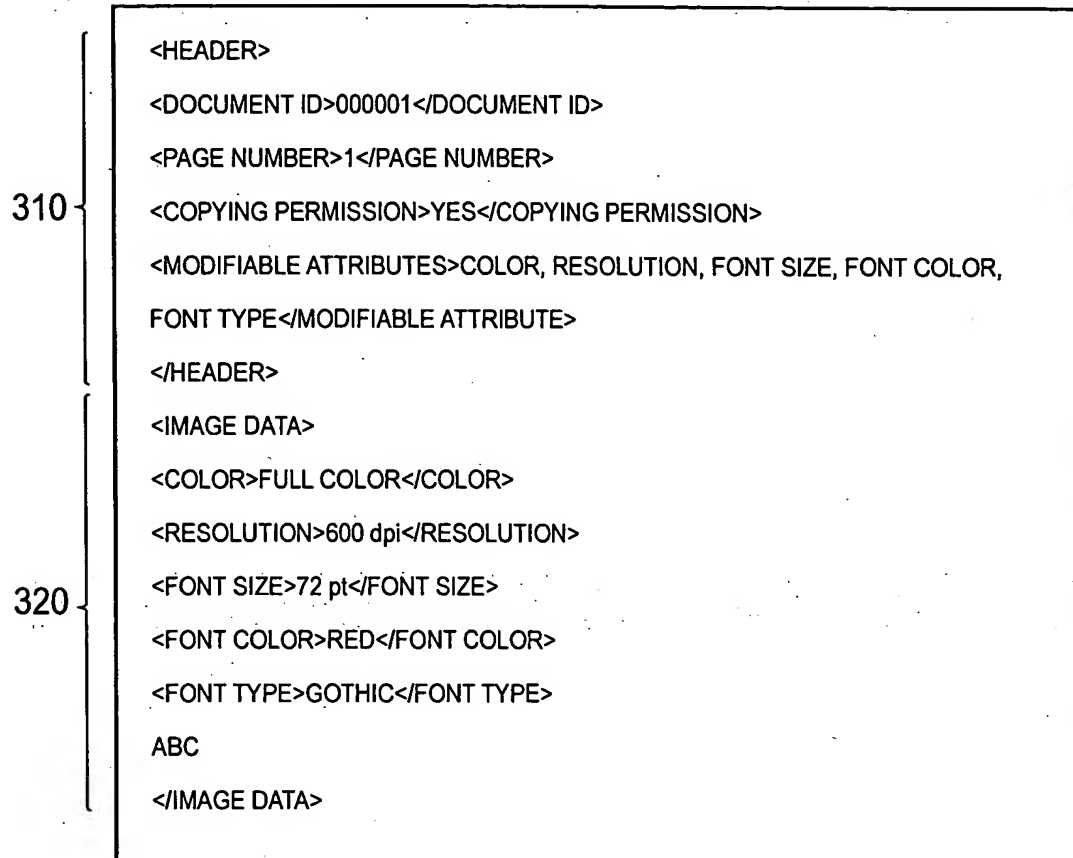 <HEADER>
<DOCUMENT ID>000001</DOCUMENT ID>
<PAGE NUMBER>1</PAGE NUMBER>
310
<COPYING PERMISSION>YES</COPYING PERMISSION>
<MODIFIABLE ATTRIBUTES>COLOR, RESOLUTION, FONT SIZE, FONT COLOR,
FONT TYPE</MODIFIABLE ATTRIBUTE>
</HEADER>
<IMAGE DATA>
<COLOR>FULL COLOR</COLOR>
<RESOLUTION>600 dpi</RESOLUTION>
<FONT SIZE>72 pt</FONT SIZE>
320
<FONT COLOR>RED</FONT COLOR>
<FONT TYPE>GOTHIC</FONT TYPE>
ABC
</IMAGE DATA>